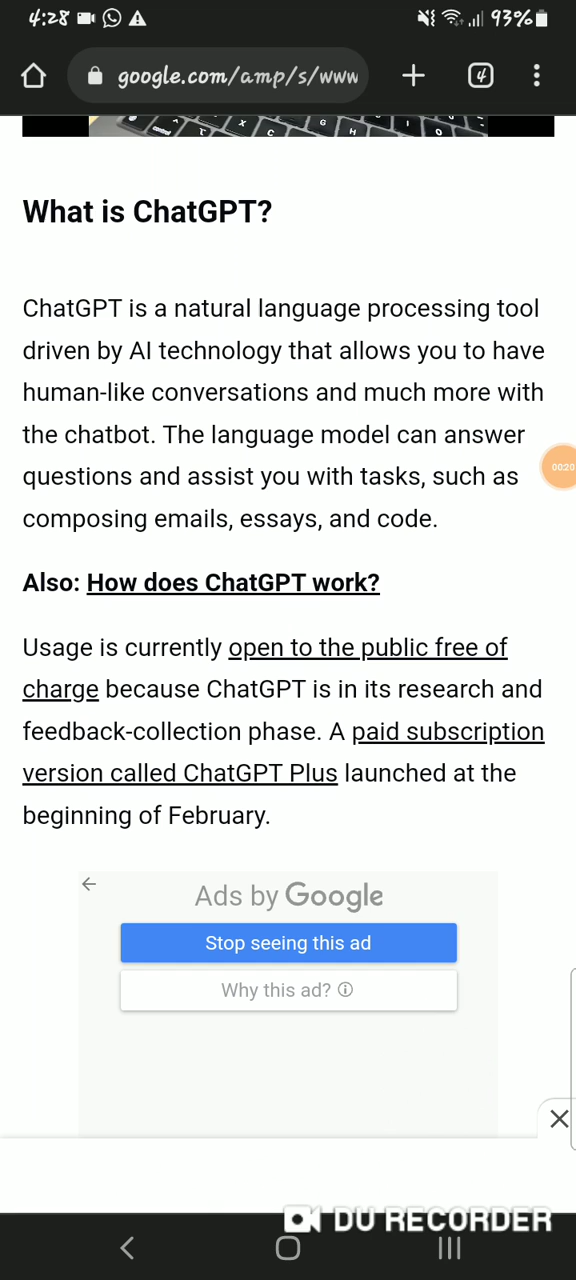 4:28 93%
google.com/amp/s/www 4
What is ChatGPT?
ChatGPT is a natural language processing tool
driven by AI technology that allows you to have
human-like conversations and much more with
the chatbot. The language model can answer
questions and assist you with tasks, such as
composing emails, essays, and code.
00:20
Also: How does ChatGPT work?
Usage is currently open to the public free of
charge because ChatGPT is in its research and
feedback-collection phase. A paid subscription
version called ChatGPT Plus launched at the
beginning of February.
Ads by Google
Stop seeing this ad
Why this ad?
DU RECORDER